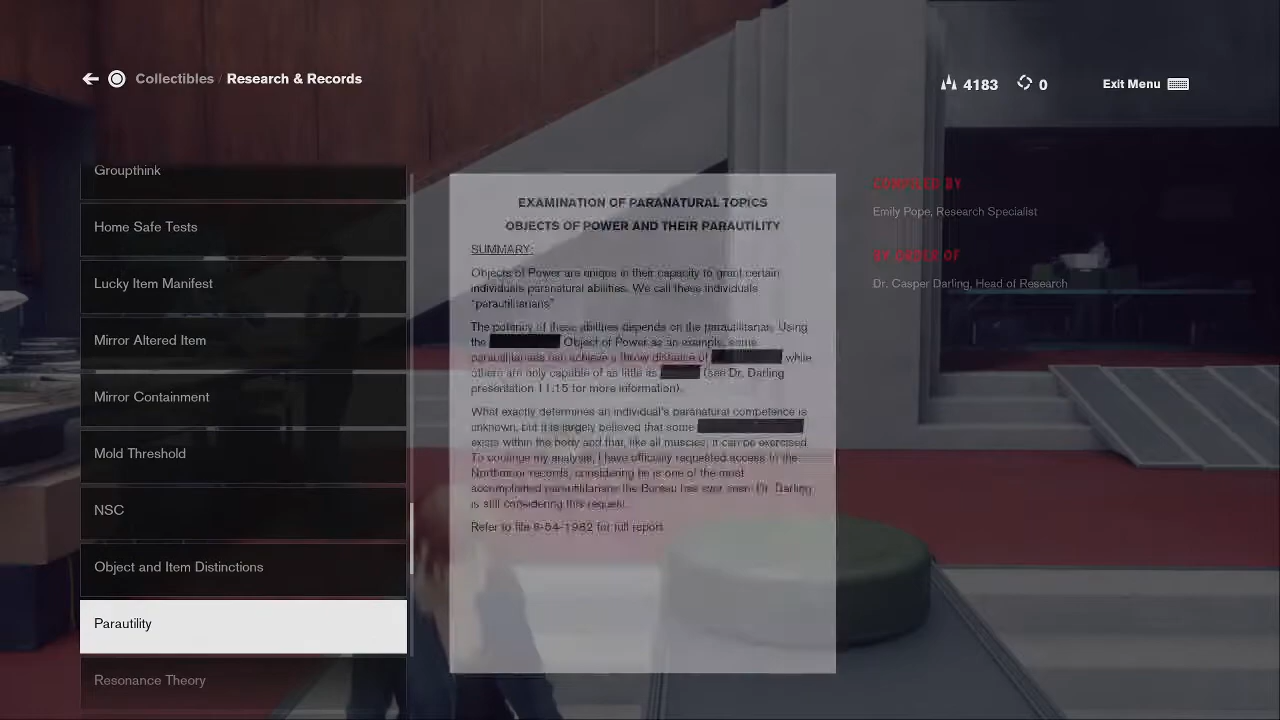 Collectibles / Research & Records
4183
0
Exit Menu
Groupthink
Home Safe Tests
Lucky Item Manifest
Mirror Altered Item
Mirror Containment
Mold Threshold
NSC
Object and Item Distinctions
Parautility
Resonance Theory
EXAMINATION OF PARANATURAL TOPICS
OBJECTS OF POWER AND THEIR PARAUTILITY
SUMMARY:
Objects of Power are unique in their capacity to grant certain
individuals paranatural abilities. We call these individuals
"parautilitarians"
The potency of these abilities depends on the parautilitarian. Using
the Object of Power as an example, some
parautilitarians can achieve a throw distance of while
others are only capable of as little as (see Dr. Darling
presentation 11:15 for more information).
What exactly determines an individual's paranatural competence is
unknown, but it is largely believed that some
exists within the body and that, like all muscles, it can be exercised.
To continue my analysis, I have officially requested access to the
Northmoor records, considering he is one of the most
accomplished parautilitarians the Bureau has ever seen. Dr. Darling
is still considering this request.
Refer to file 8-54-1982 for full report.
COMPILED BY
Emily Pope, Research Specialist
BY ORDER OF
Dr. Casper Darling, Head of Research